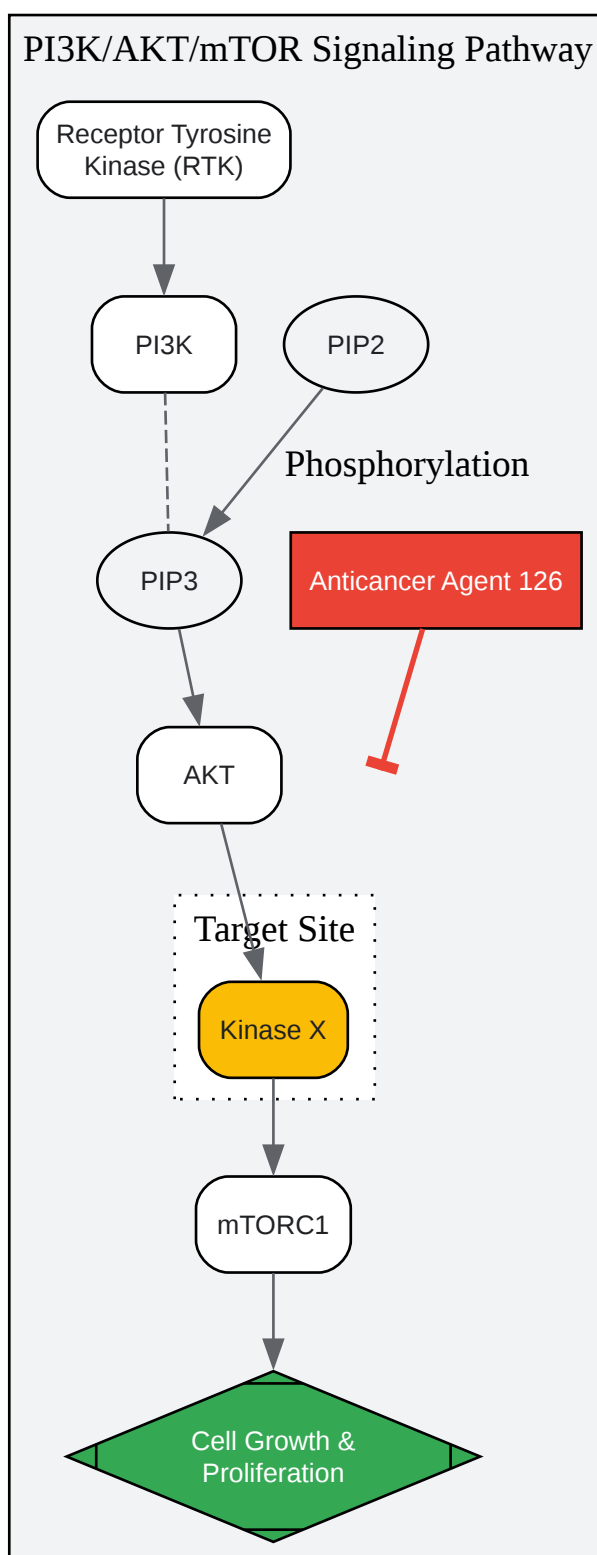 PI3K/AKT/mTOR Signaling Pathway
Receptor Tyrosine
Kinase (RTK)
PI3K
PIP2
Phosphorylation
PIP3
Anticancer Agent 126
AKT
Target Site
Kinase X
mTORC1
Cell Growth &
Proliferation